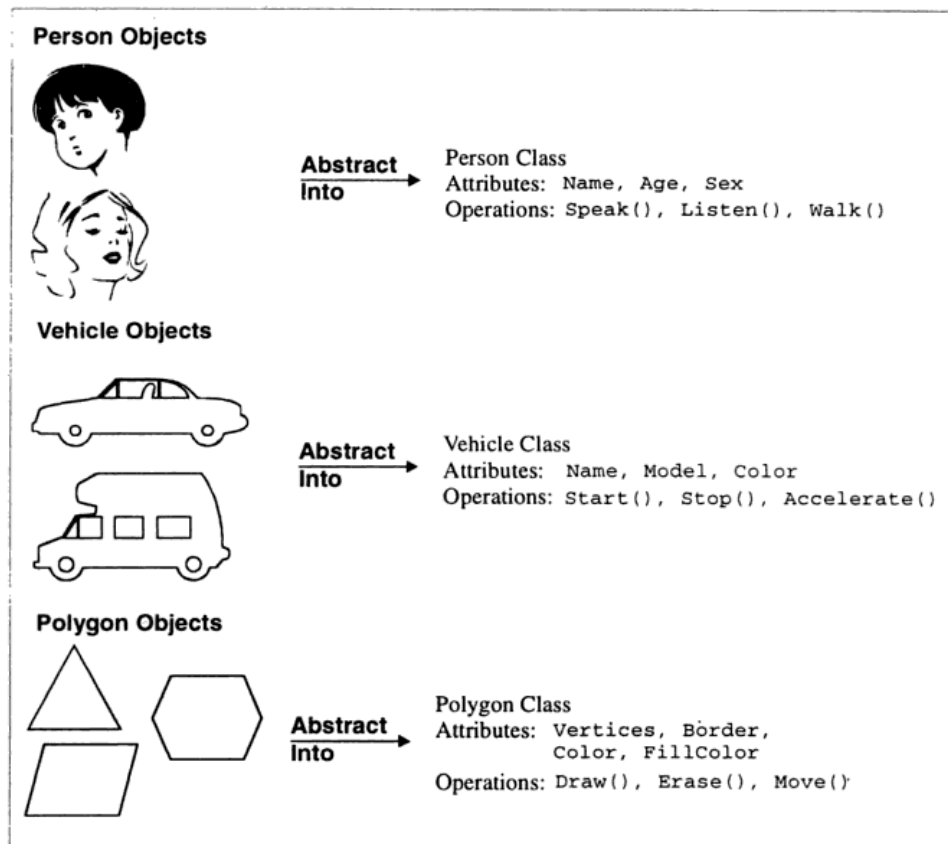 Person Objects
Abstract
Into
Person Class
Attributes: Name, Age, Sex
Operations: Speak(), Listen(), Walk()
Vehicle Objects
Abstract
Into
Vehicle Class
Attributes: Name, Model, Color
Operations: Start(), Stop(), Accelerate()
Polygon Objects
Abstract
Into
Polygon Class
Attributes: Vertices, Border,
Color, FillColor
Operations: Draw(), Erase(), Move()